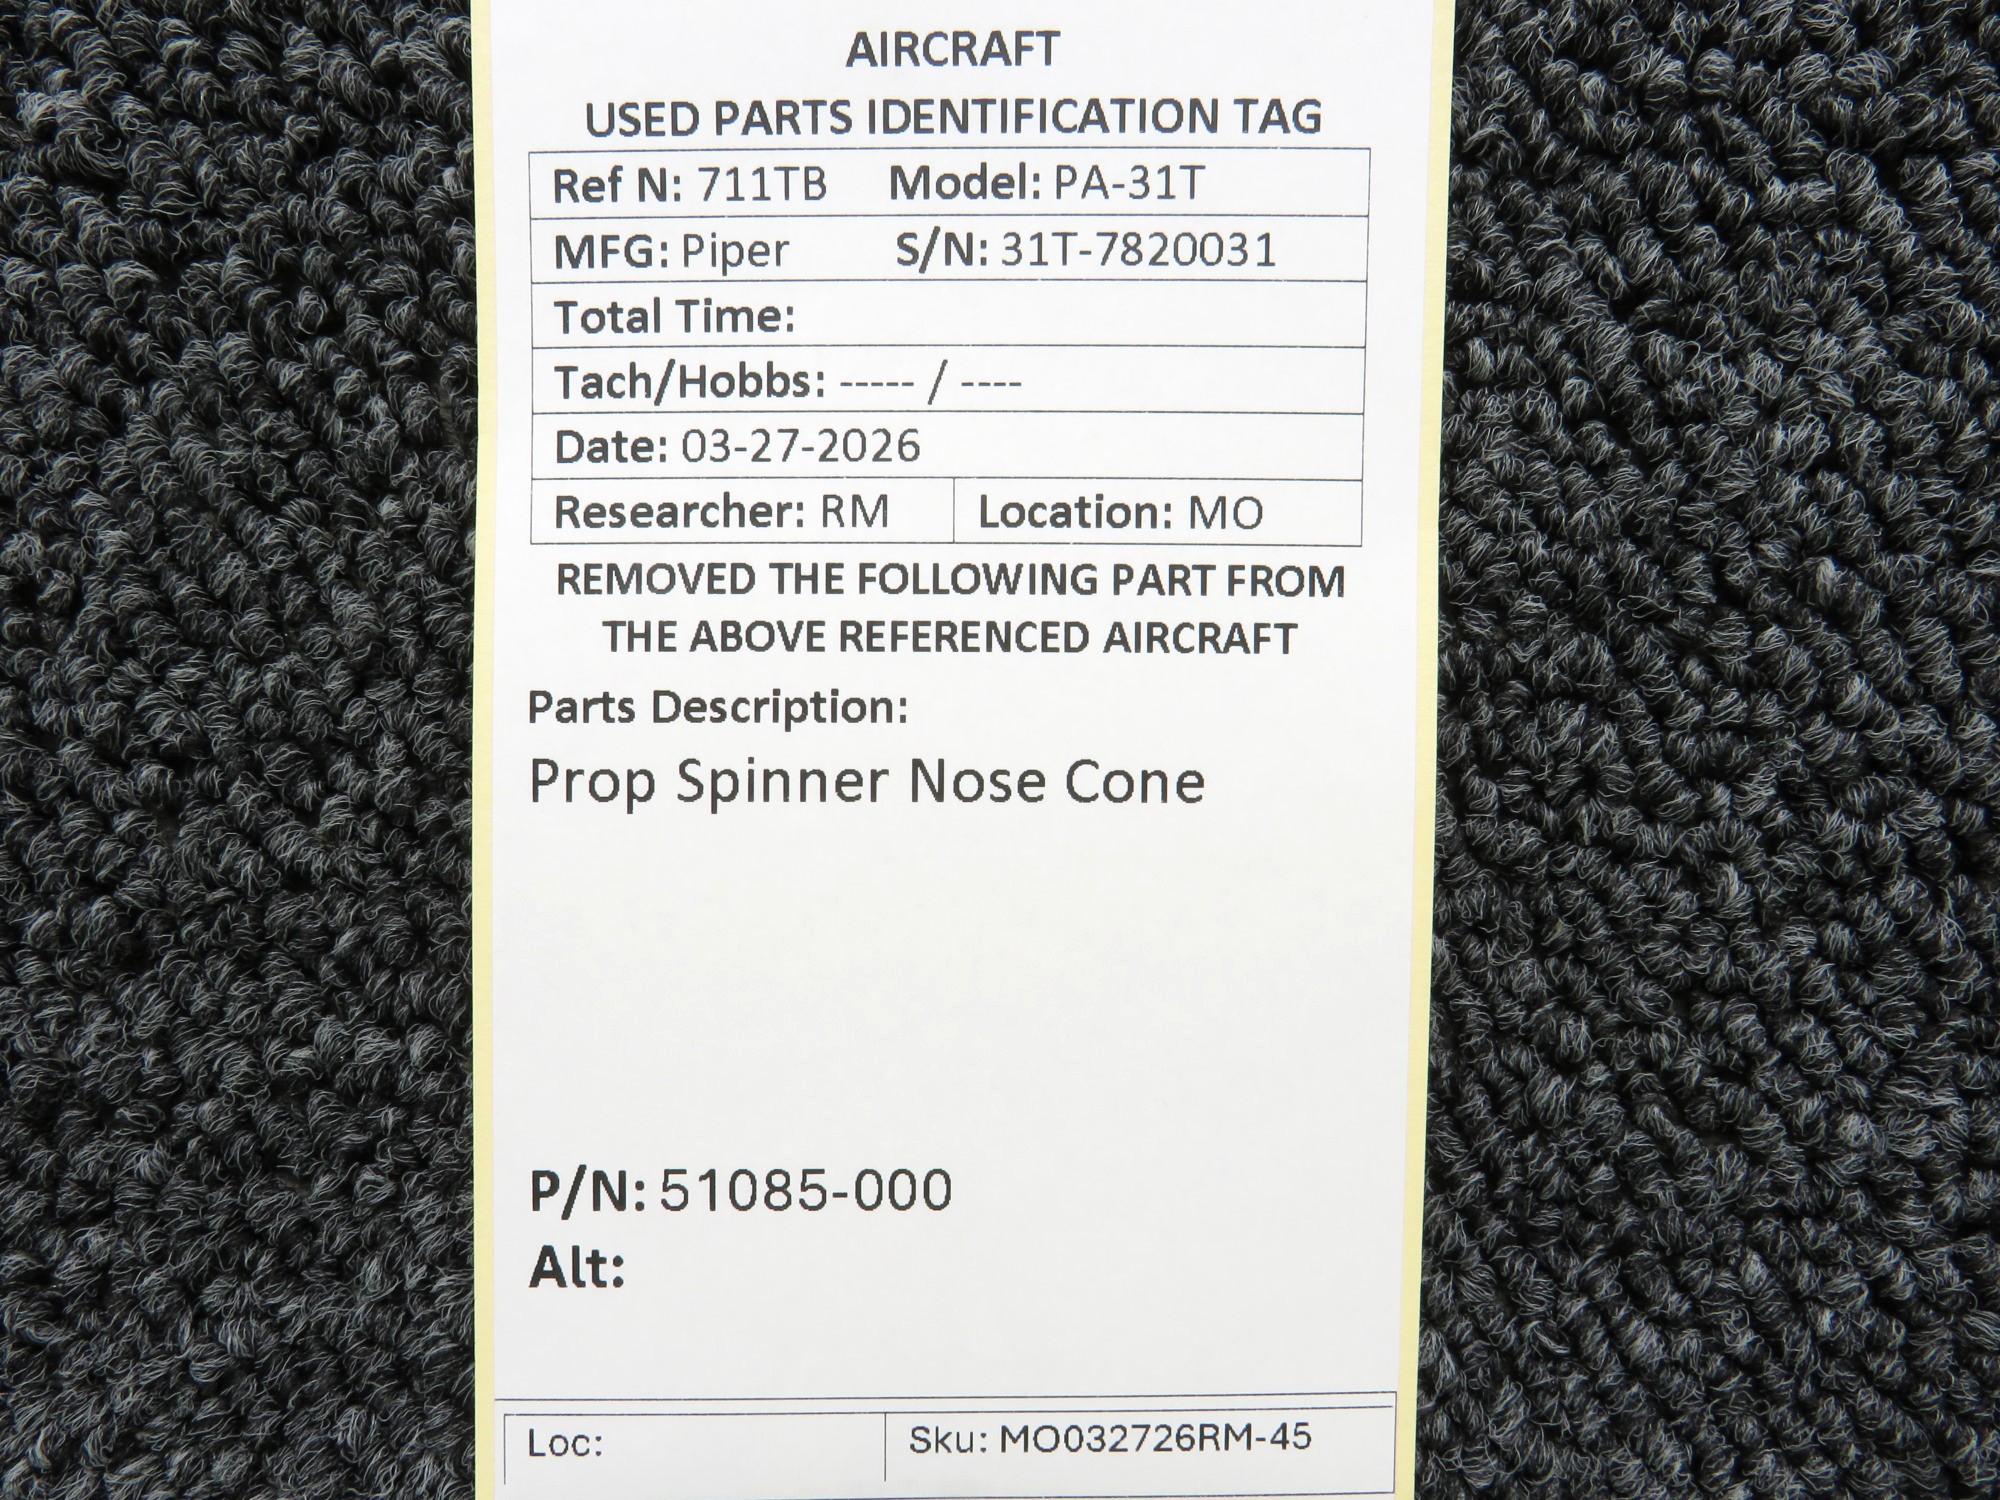 AIRCRAFT
USED PARTS IDENTIFICATION TAG
Ref N: 711TB Model: PA-31T
MFG: Piper S/N: 31T-7820031
Total Time:
Tach/Hobbs: ----- / ----
Date: 03-27-2026
Researcher: RM Location: MO
REMOVED THE FOLLOWING PART FROM
THE ABOVE REFERENCED AIRCRAFT
Parts Description:
Prop Spinner Nose Cone
P/N: 51085-000
Alt:
Loc: Sku: MO032726RM-45